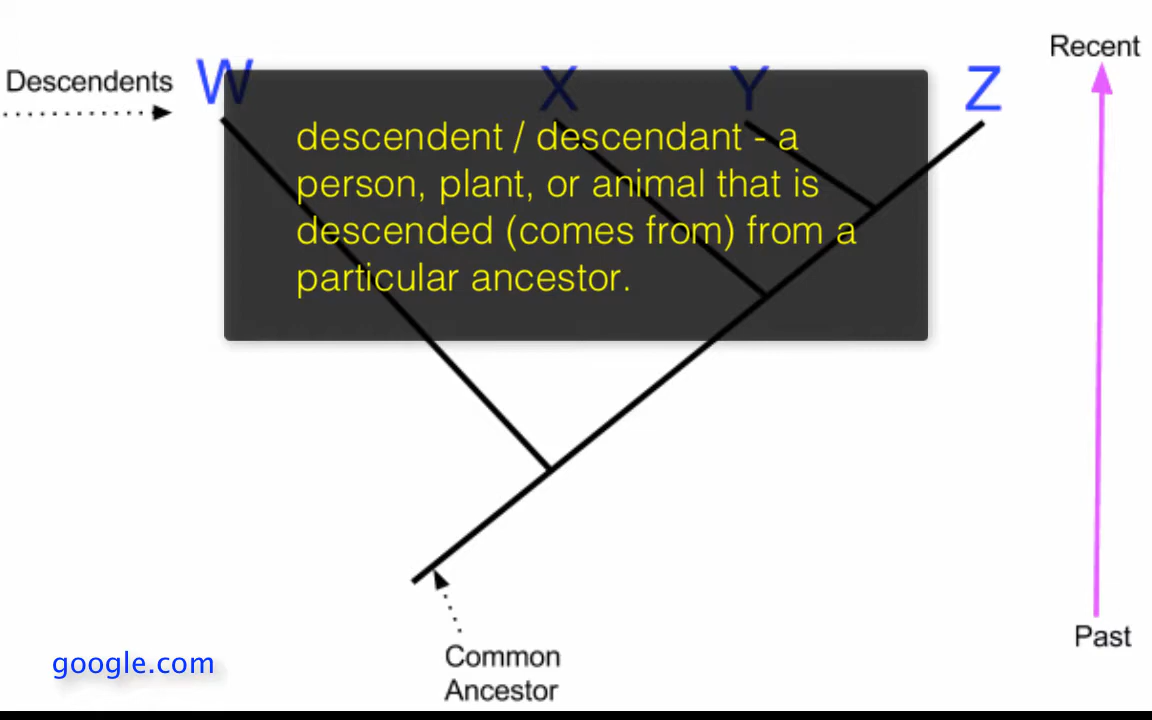 Recent
Descendents
W X Y Z
descendent / descendant - a
person, plant, or animal that is
descended (comes from) from a
particular ancestor.
Past
Common
Ancestor
google.com